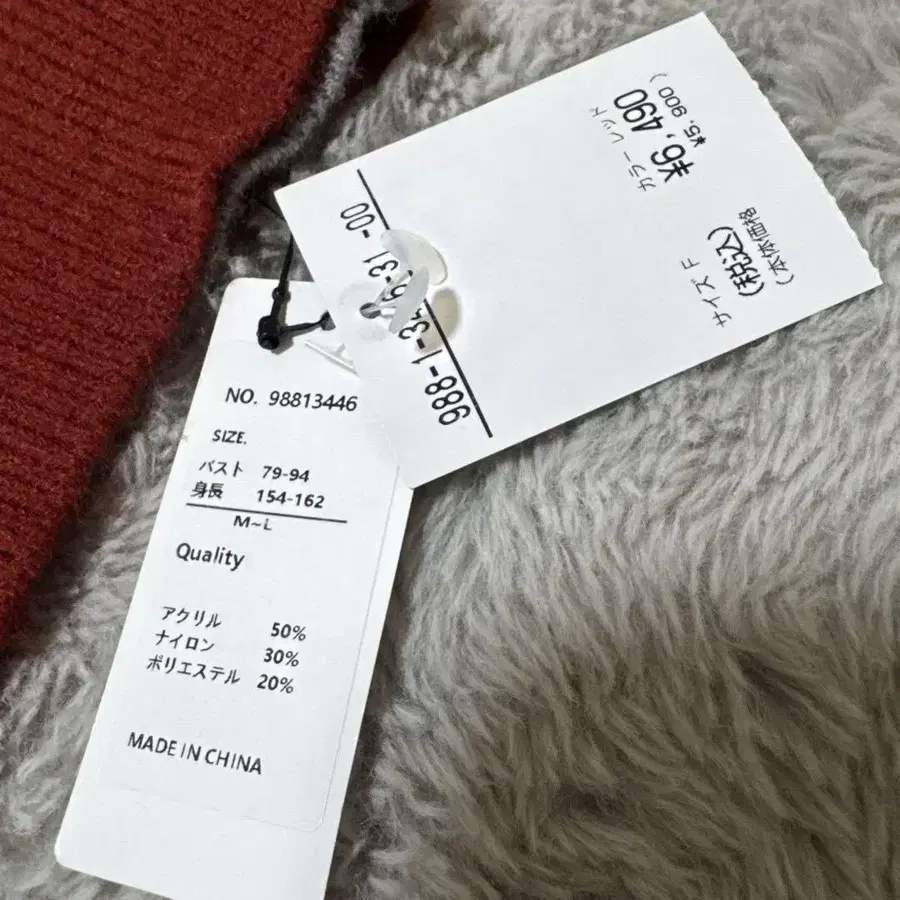 988-1-3446-31-00
カラー レッド
サイズ F
¥6,490 (税込)
¥5,900 )
(本体価格
NO. 98813446
SIZE.
バスト 79-94
身長 154-162
M~L
Quality
アクリル 50%
ナイロン 30%
ポリエステル 20%
MADE IN CHINA